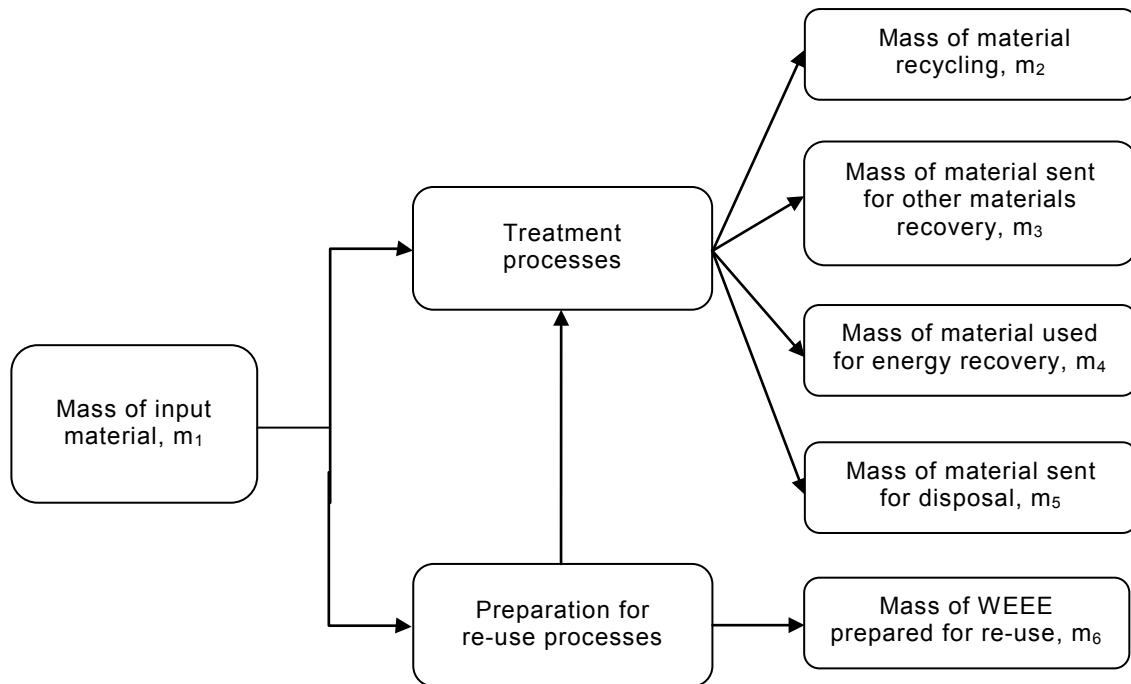 Mass of material
recycling, m₂
Mass of material sent
for other materials
recovery, m₃
Treatment
processes
Mass of material used
for energy recovery, m₄
Mass of input
material, m₁
Mass of material sent
for disposal, m₅
Preparation for
re-use processes
Mass of WEEE
prepared for re-use, m₆